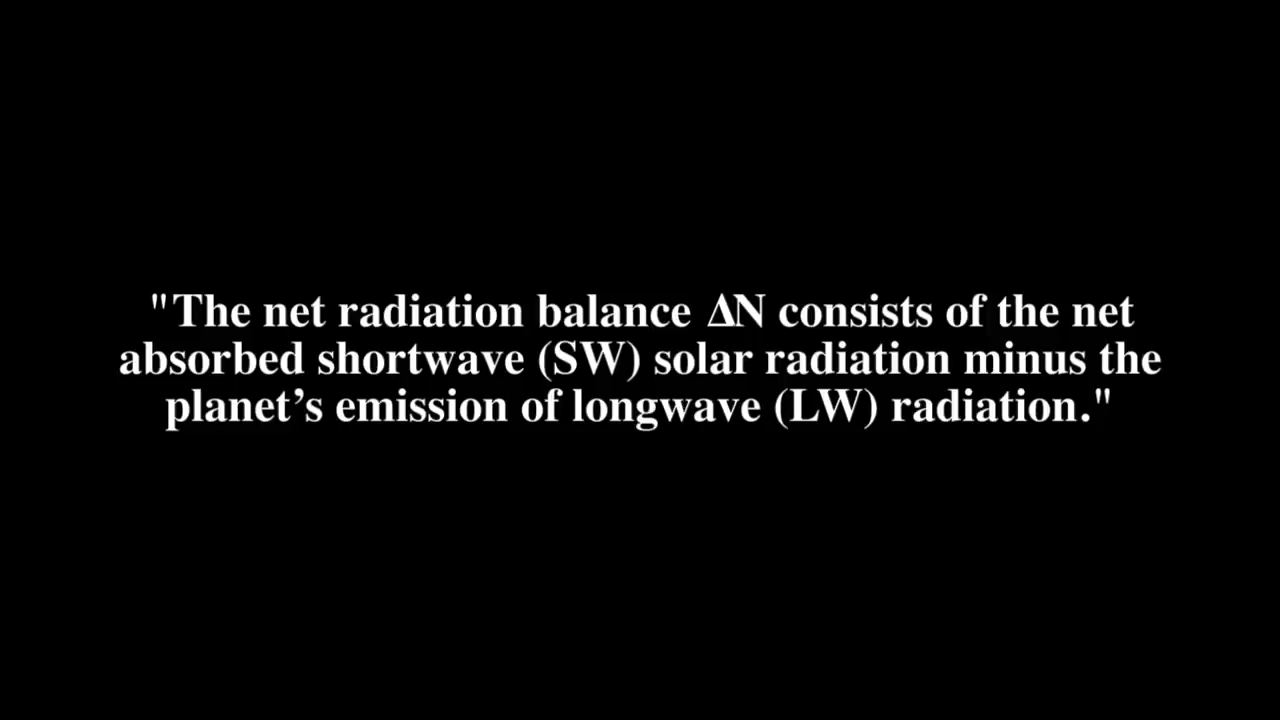 "The net radiation balance ΔN consists of the net
absorbed shortwave (SW) solar radiation minus the
planet’s emission of longwave (LW) radiation."